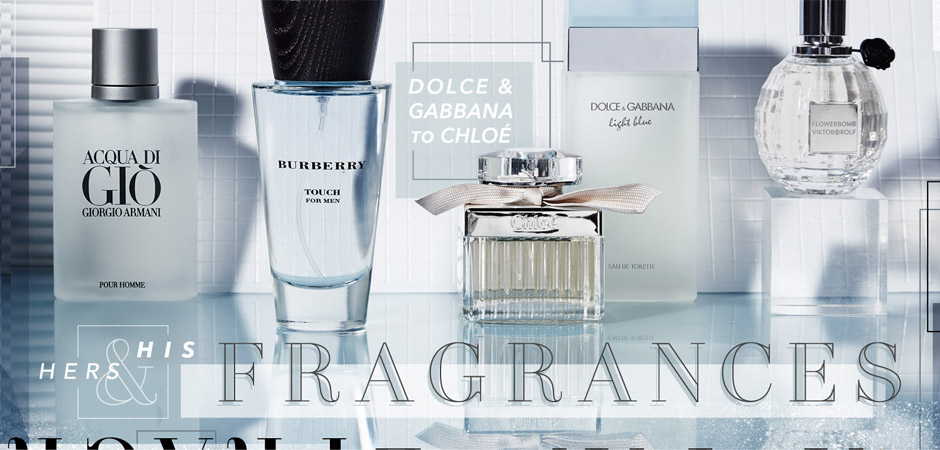 ACQUA DI
GIÒ
GIORGIO ARMANI
POUR HOMME
BURBERRY
TOUCH
FOR MEN
DOLCE &
GABBANA
TO CHLOÉ
Chloé
DOLCE & GABBANA
light blue
EAU DE TOILETTE
FLOWERBOMB
VIKTOR&ROLF
HERS & HIS
FRAGRANCES